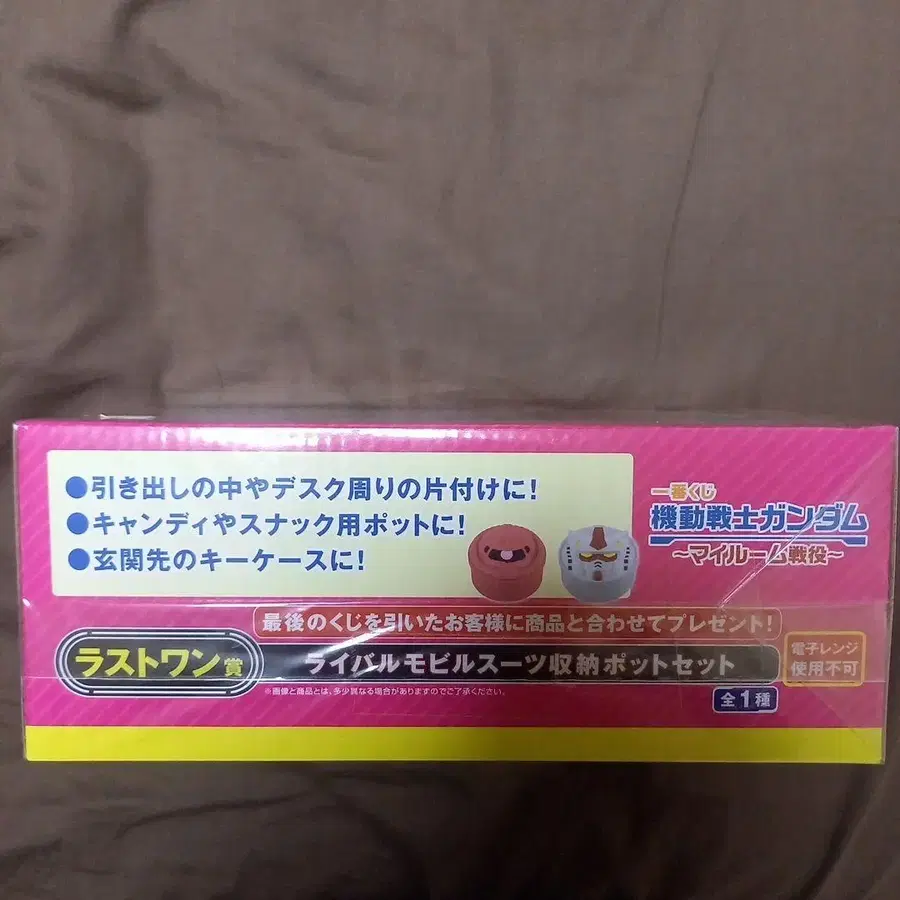 ●引き出しの中やデスク周りの片付けに!
●キャンディやスナック用ポットに!
●玄関先のキーケースに!
一番くじ
機動戦士ガンダム
～マイルーム戦役～
最後のくじを引いたお客様に商品と合わせてプレゼント!
ラストワン賞
ライバルモビルスーツ収納ポットセット
電子レンジ
使用不可
※画像と商品とは、多少異なる場合がありますのでご了承ください。
全1種